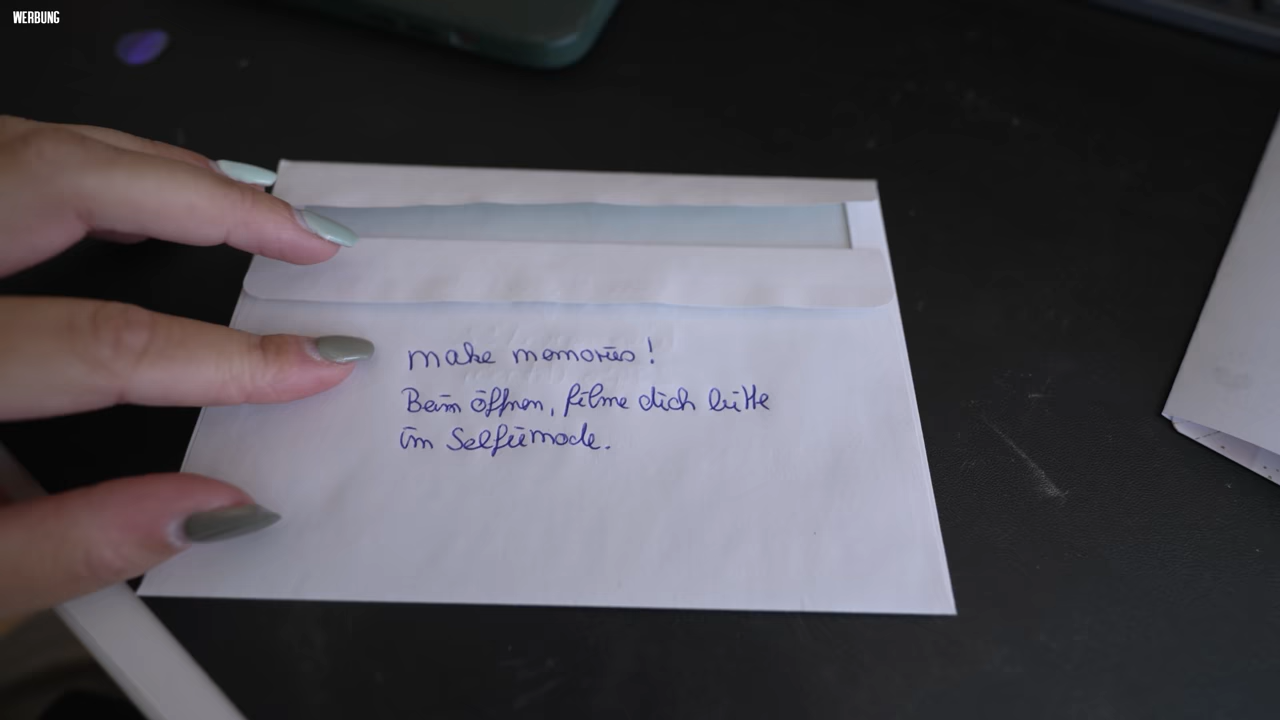 WERBUNG
make memories!
Beim öffnen, filme dich bitte
im Selfiemode.